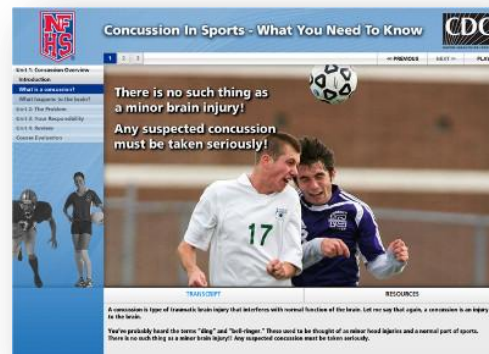 NF
HS
Concussion In Sports - What You Need To Know
CDC
1 2 3
<< PREVIOUS NEXT >> PLAY
Unit 1: Concussion Overview
Introduction
What is a concussion?
What happens to the brain?
Unit 2: The Problem
Unit 3: Your Responsibility
Unit 4: Review
Course Evaluation
There is no such thing as
a minor brain injury!
Any suspected concussion
must be taken seriously!
17
TRANSCRIPT RESOURCES
A concussion is type of traumatic brain injury that interferes with normal function of the brain. Let me say that again, a concussion is an injury
to the brain.
You've probably heard the terms "ding" and "bell-ringer." These used to be thought of as minor head injuries and a normal part of sports.
There is no such thing as a minor brain injury!! Any suspected concussion must be taken seriously.